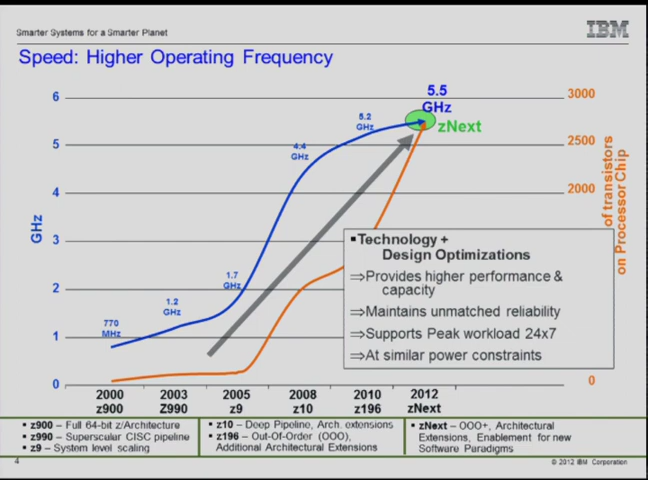 Smarter Systems for a Smarter Planet
IBM
Speed: Higher Operating Frequency
5.5
GHz
zNext
6
5
4
3
2
1
0
GHz
3000
2500
2000
0
of transistors
on Processor Chip
770
MHz
1.2
GHz
1.7
GHz
4.4
GHz
5.2
GHz
▪Technology +
Design Optimizations
⇒Provides higher performance &
capacity
⇒Maintains unmatched reliability
⇒Supports Peak workload 24x7
⇒At similar power constraints
2000 2003 2005 2008 2010 2012
z900 Z990 z9 z10 z196 zNext
▪ z900 – Full 64-bit z/Architecture
▪ z990 – Superscular CISC pipeline
▪ z9 – System level scaling
▪ z10 – Deep Pipeline, Arch. extensions
▪ z196 – Out-Of-Order (OOO),
Additional Architectural Extensions
▪ zNext – OOO+, Architectural
Extensions, Enablement for new
Software Paradigms
4
© 2012 IBM Corporation